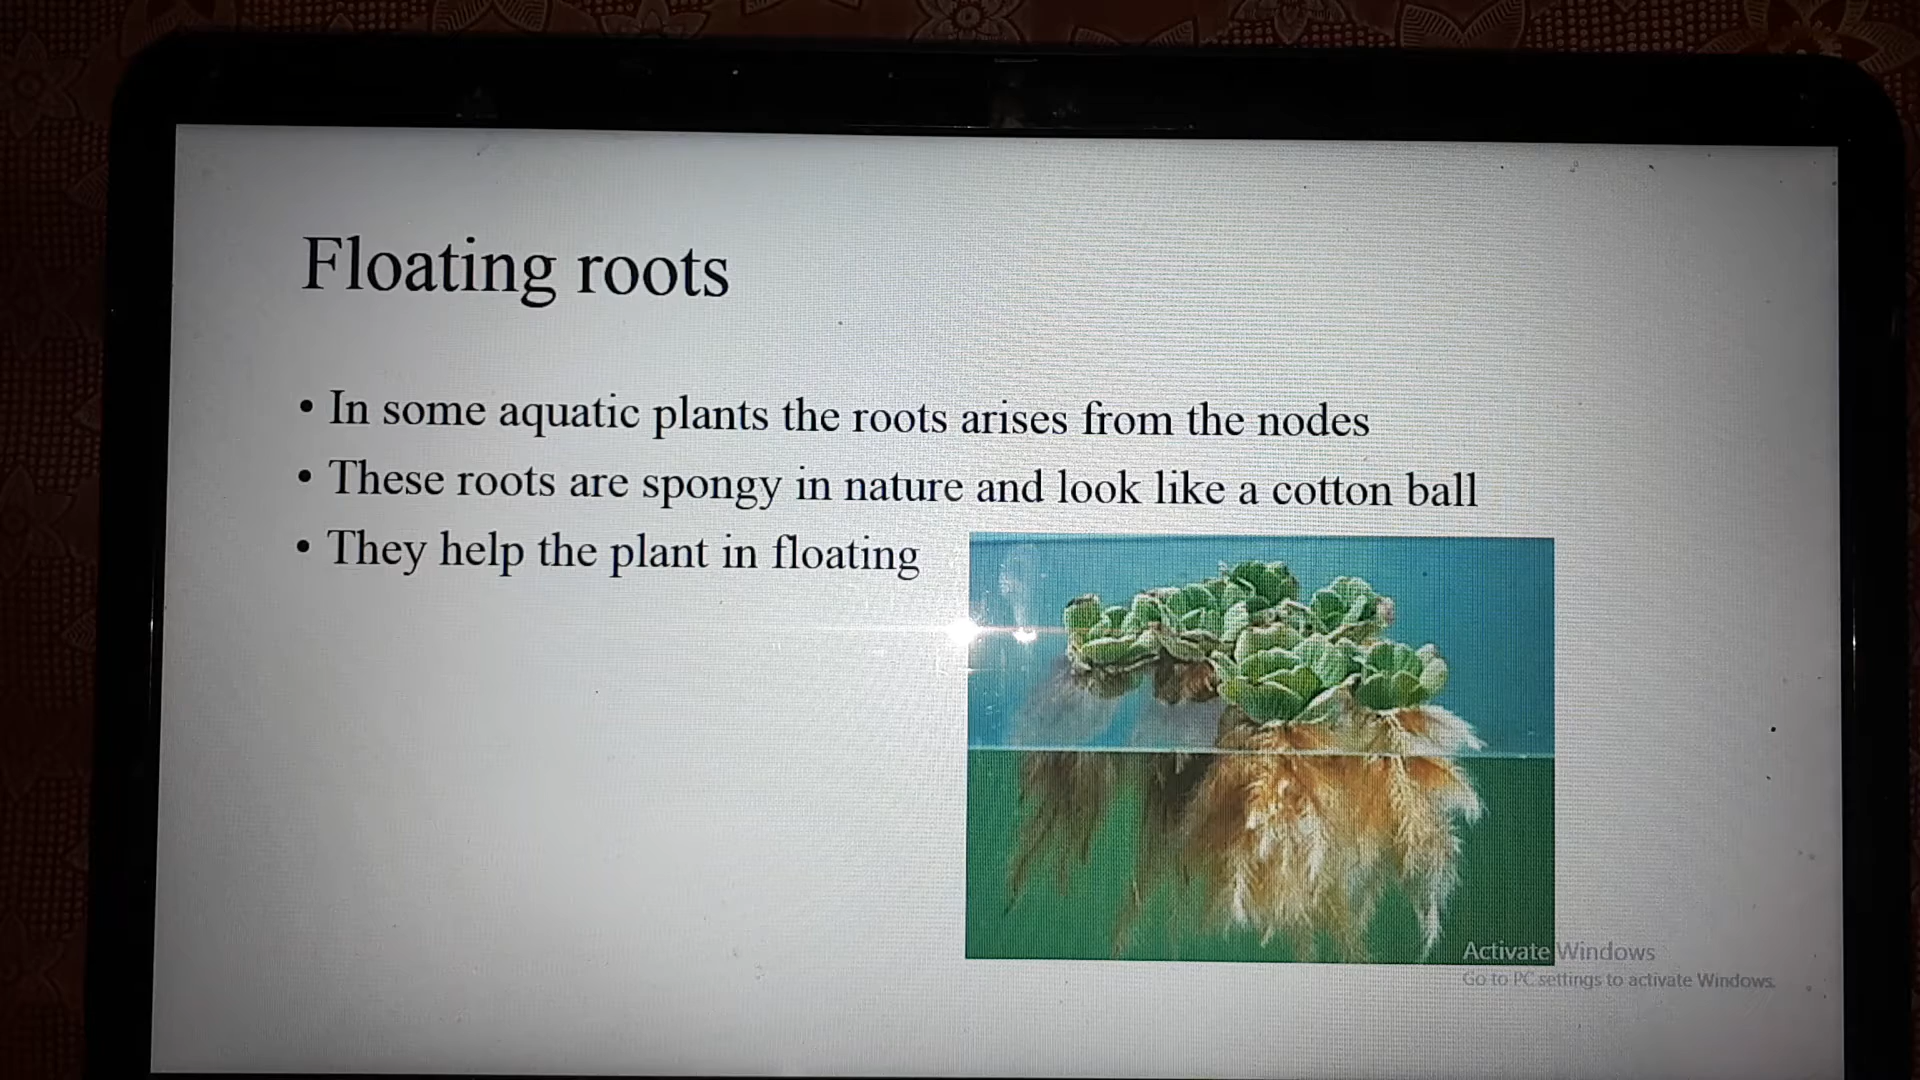 Floating roots
• In some aquatic plants the roots arises from the nodes
• These roots are spongy in nature and look like a cotton ball
• They help the plant in floating
Activate Windows
Go to PC settings to activate Windows.